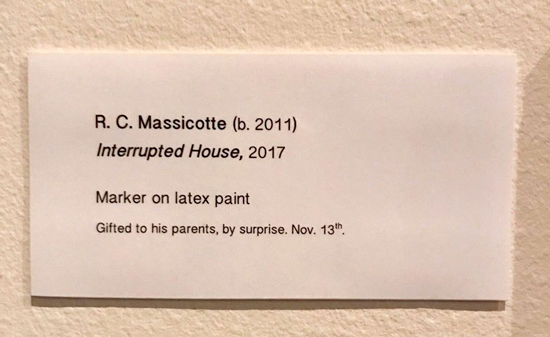 R. C. Massicotte (b. 2011)
Interrupted House, 2017
Marker on latex paint
Gifted to his parents, by surprise. Nov. 13th.